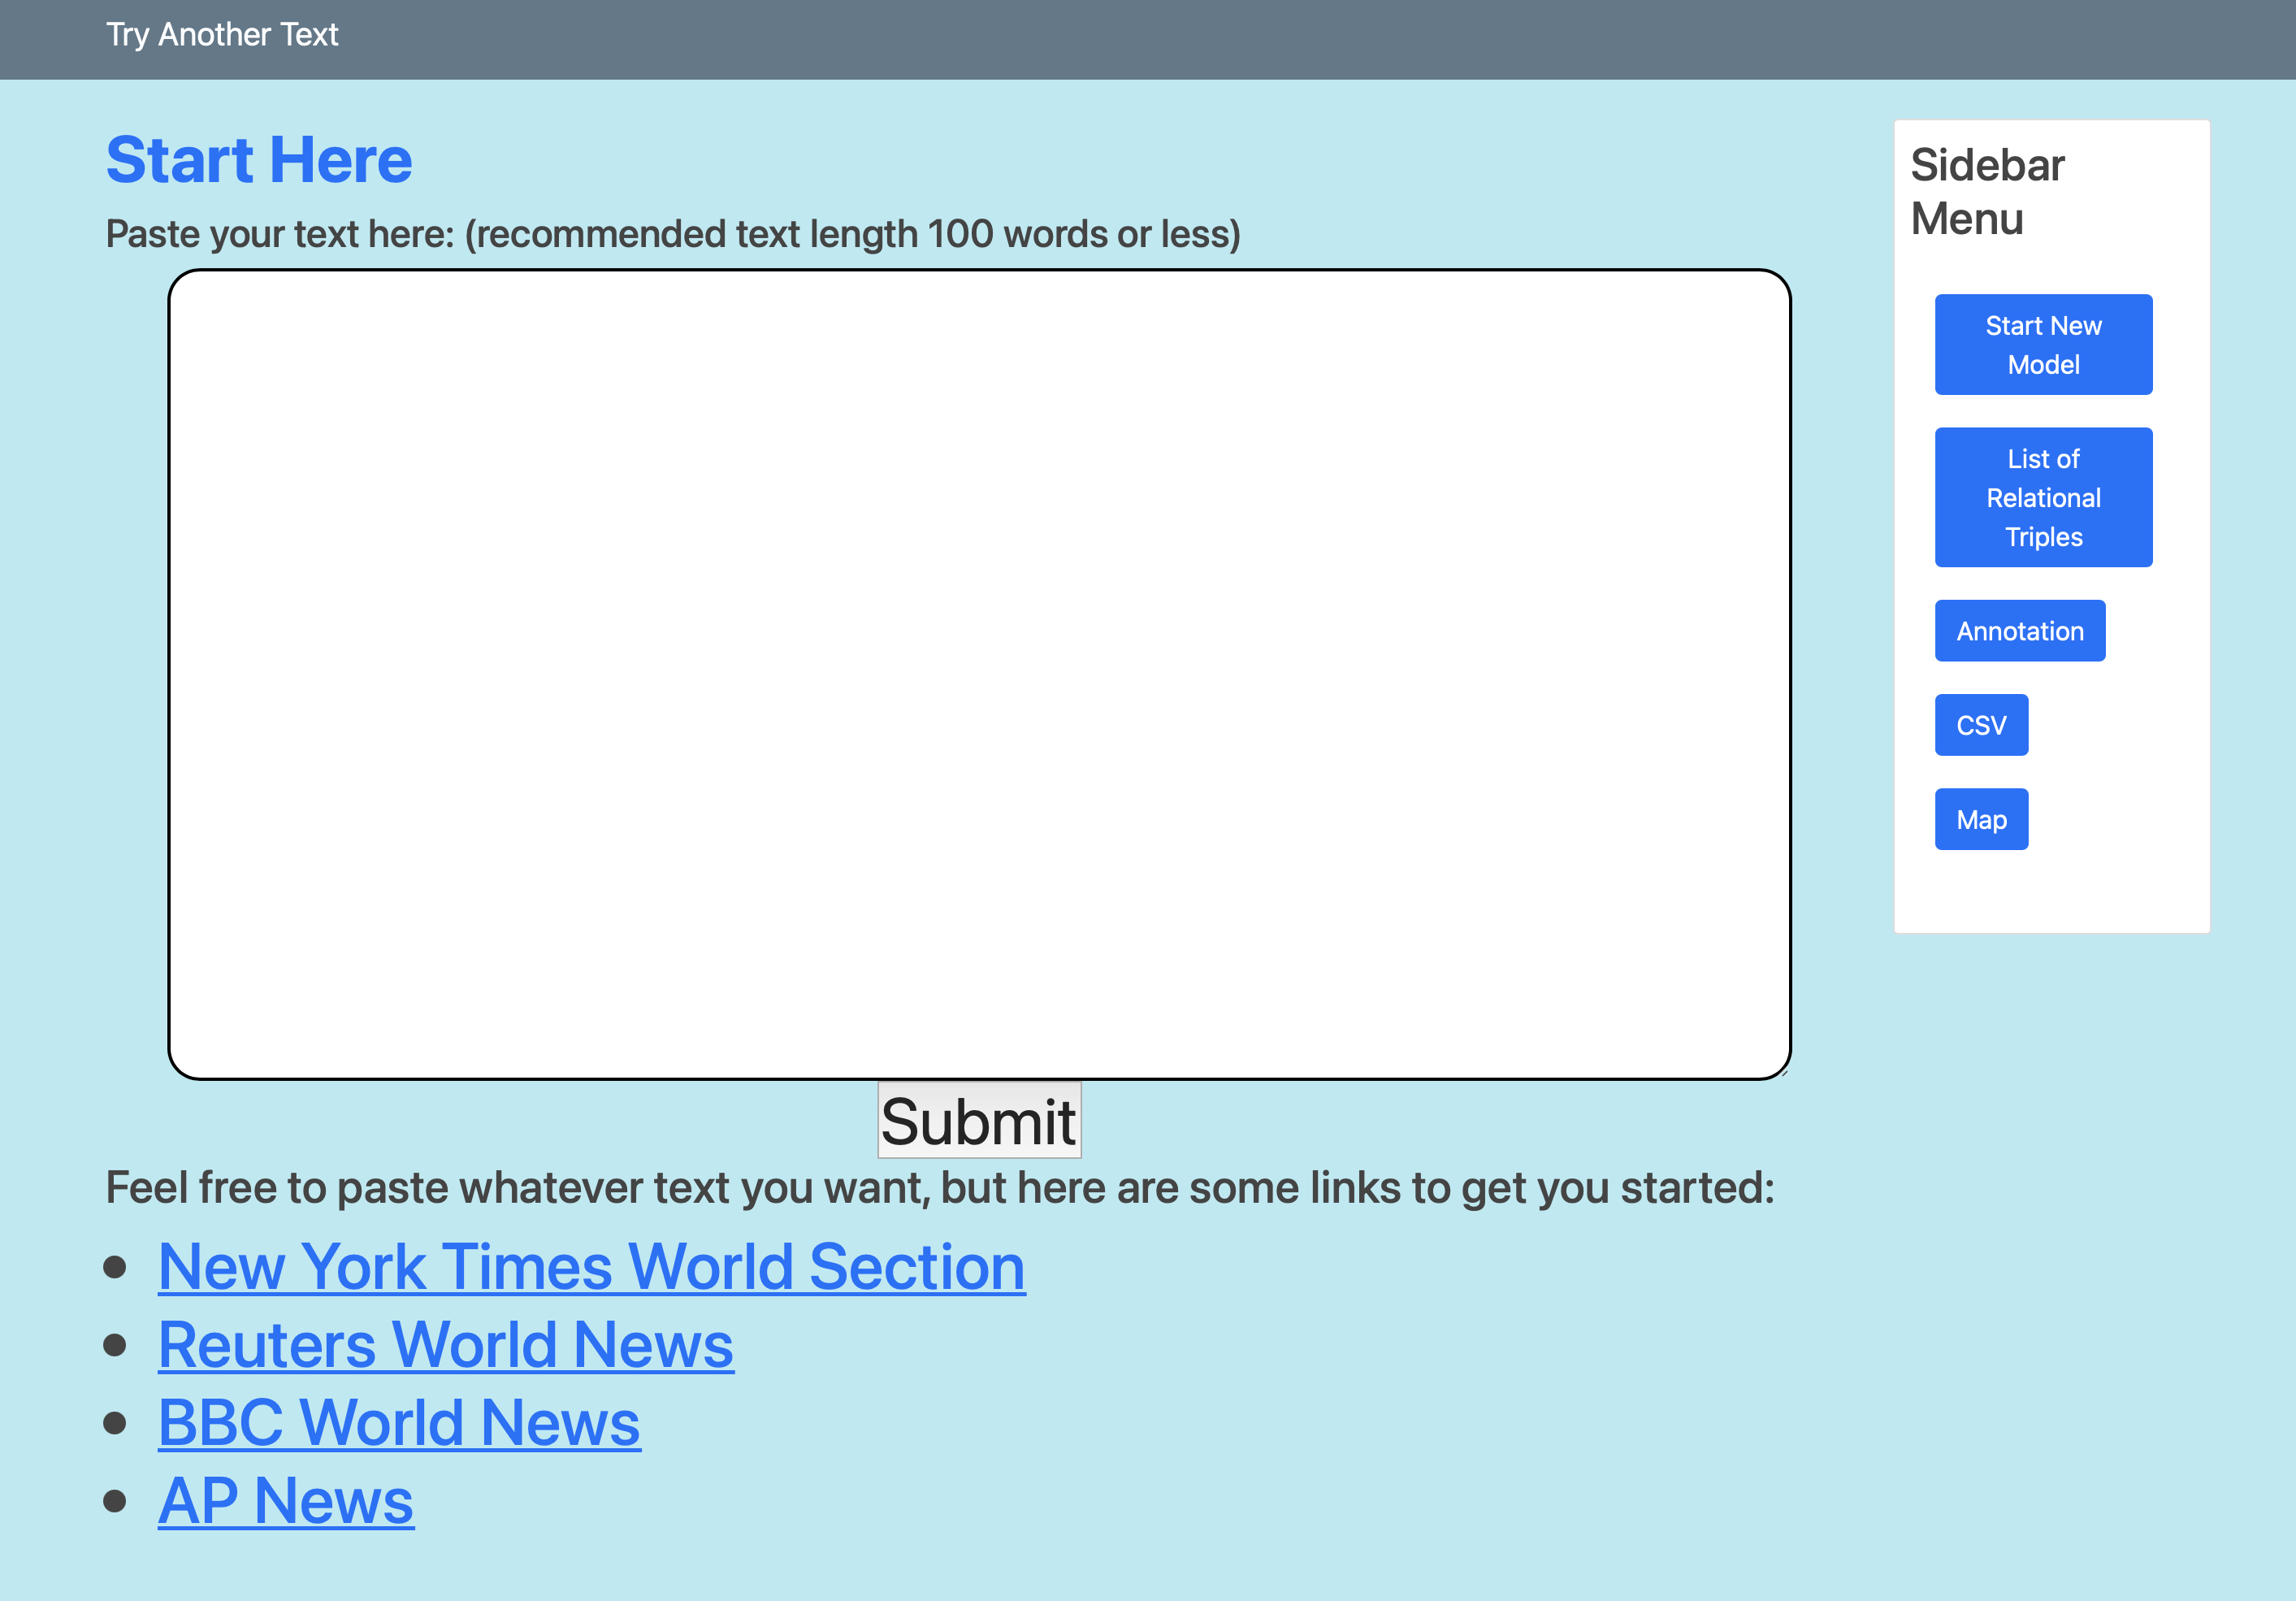 Try Another Text
Start Here
Paste your text here: (recommended text length 100 words or less)
Submit
Feel free to paste whatever text you want, but here are some links to get you started:
New York Times World Section
Reuters World News
BBC World News
AP News
Sidebar
Menu
Start New
Model
List of
Relational
Triples
Annotation
CSV
Map